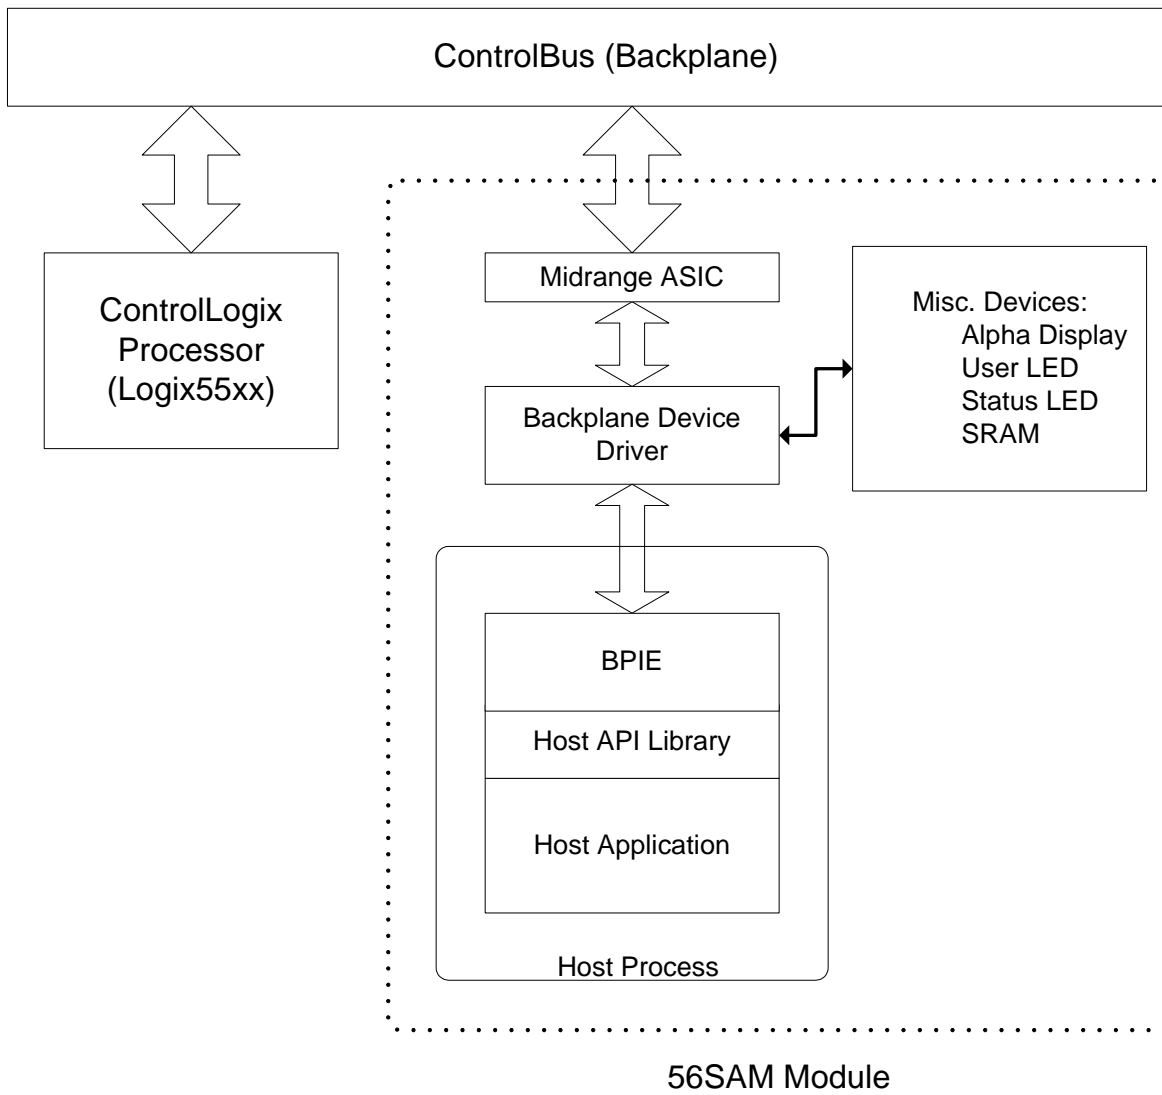 ControlBus (Backplane)
ControlLogix
Processor
(Logix55xx)
Midrange ASIC
Misc. Devices:
Alpha Display
User LED
Status LED
SRAM
Backplane Device
Driver
BPIE
Host API Library
Host Application
Host Process
56SAM Module